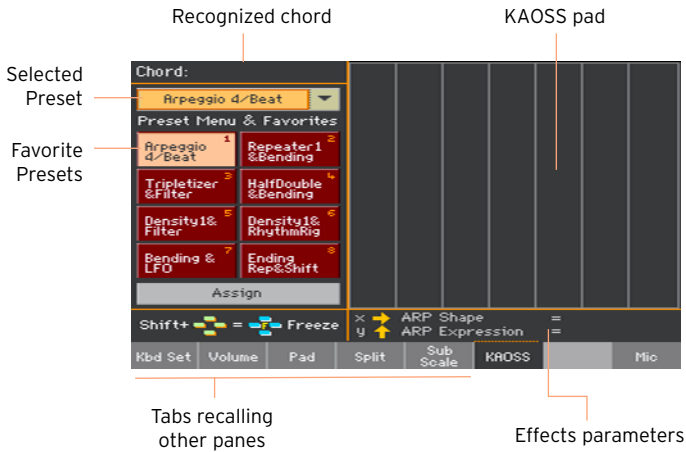 Recognized chord
KAOSS pad
Selected
Preset
Chord:
Arpeggio 4/Beat
Preset Menu & Favorites
Favorite
Presets
Arpeggio
4/Beat
1
Repeater1
&Bending
2
Tripletizer
&Filter
3
HalfDouble
&Bending
4
Density1&
Filter
5
Density1&
RhythmRig
6
Bending &
LFO
7
Ending
Rep&Shift
8
Assign
Shift+ = F Freeze
x ARP Shape =
y ARP Expression =
Kbd Set Volume Pad Split Sub
Scale KAOSS Mic
Tabs recalling
other panes
Effects parameters